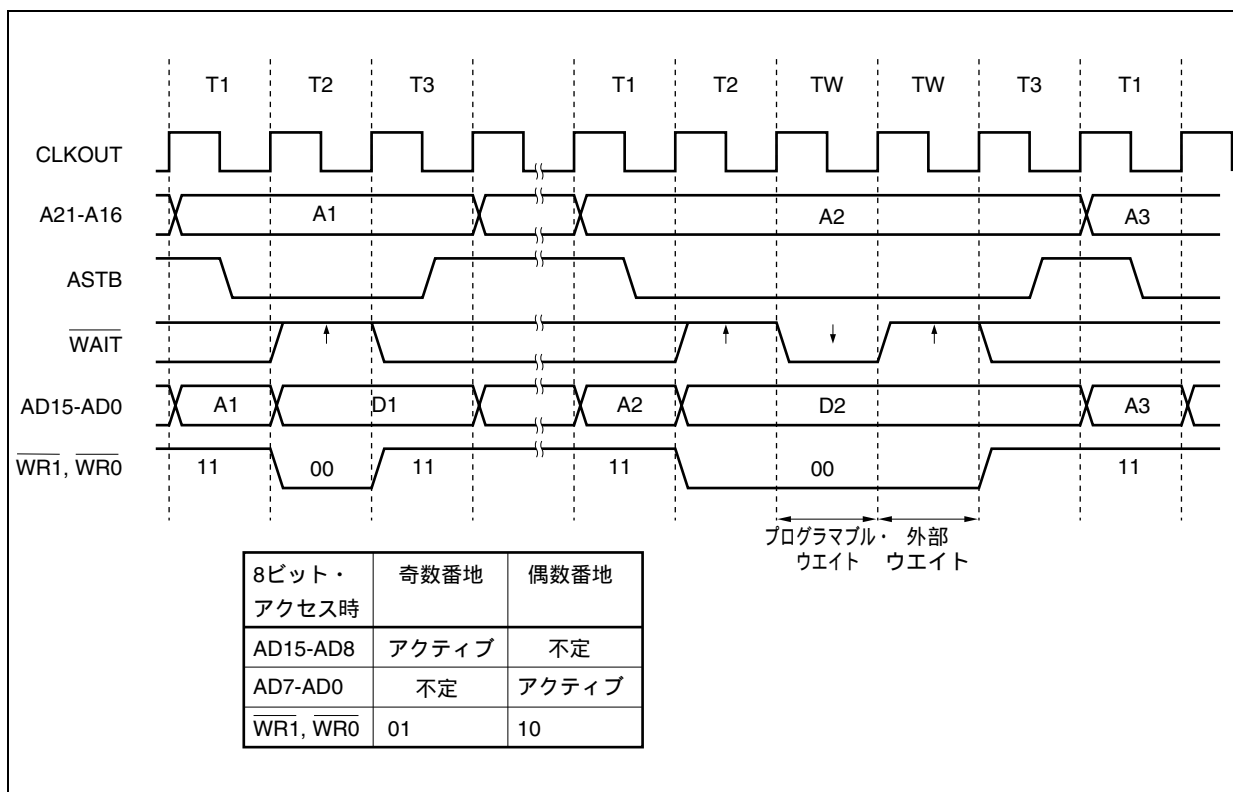 T1 T2 T3 T1 T2 TW TW T3 T1
CLKOUT
A21-A16 A1 A2 A3
ASTB
WAIT
AD15-AD0 A1 D1 A2 D2 A3
WR1, WR0 11 00 11 11 00 11
プログラマブル・ 外部
ウエイト ウエイト
8ビット・ 奇数番地 偶数番地
アクセス時
AD15-AD8 アクティブ 不定
AD7-AD0 不定 アクティブ
WR1, WR0 01 10